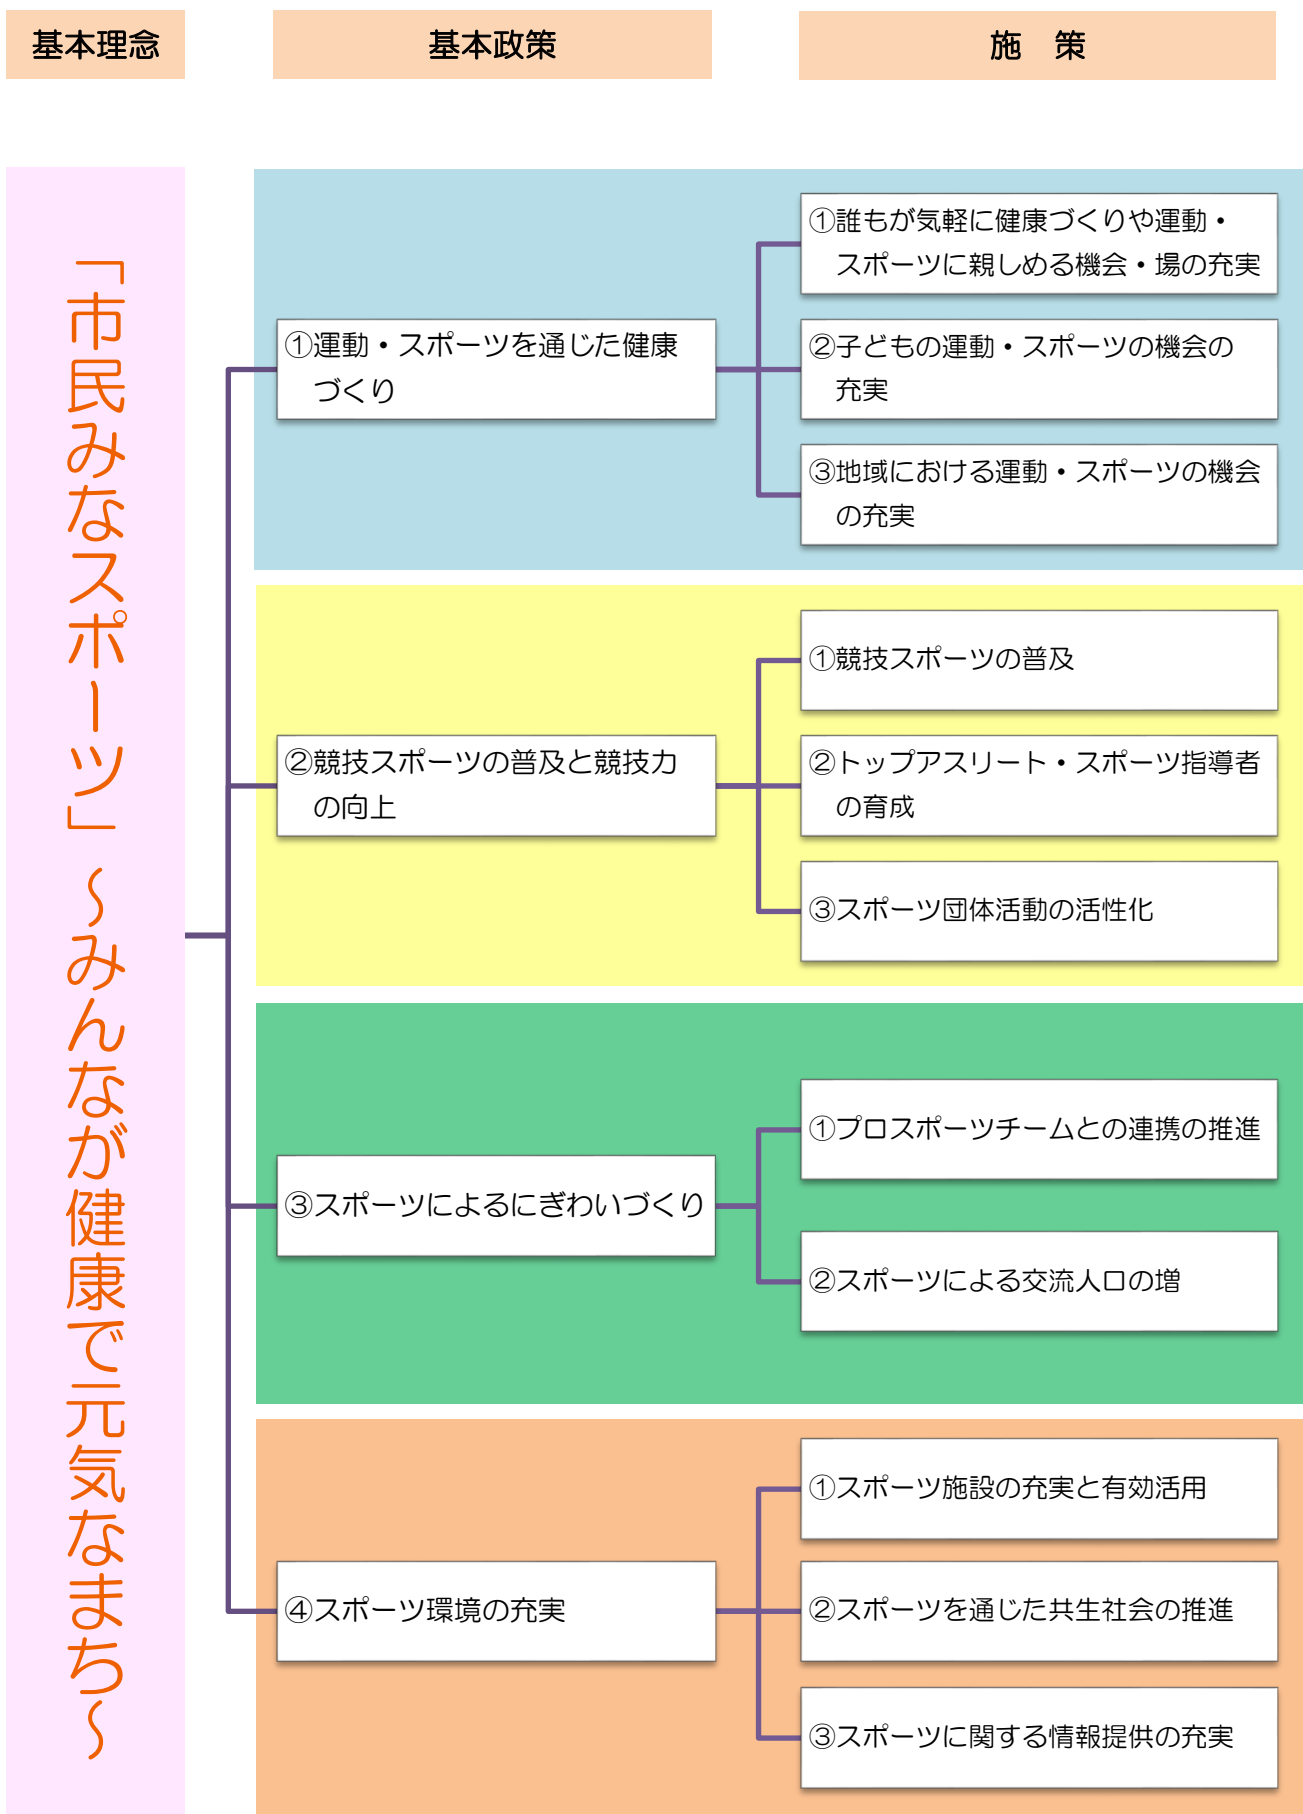 基本理念
基本政策
施　策
「市民みなスポーツ」～みんなが健康で元気なまち～
①運動・スポーツを通じた健康
づくり
①誰もが気軽に健康づくりや運動・
スポーツに親しめる機会・場の充実
②子どもの運動・スポーツの機会の
充実
③地域における運動・スポーツの機会
の充実
②競技スポーツの普及と競技力
の向上
①競技スポーツの普及
②トップアスリート・スポーツ指導者
の育成
③スポーツ団体活動の活性化
③スポーツによるにぎわいづくり
①プロスポーツチームとの連携の推進
②スポーツによる交流人口の増
④スポーツ環境の充実
①スポーツ施設の充実と有効活用
②スポーツを通じた共生社会の推進
③スポーツに関する情報提供の充実